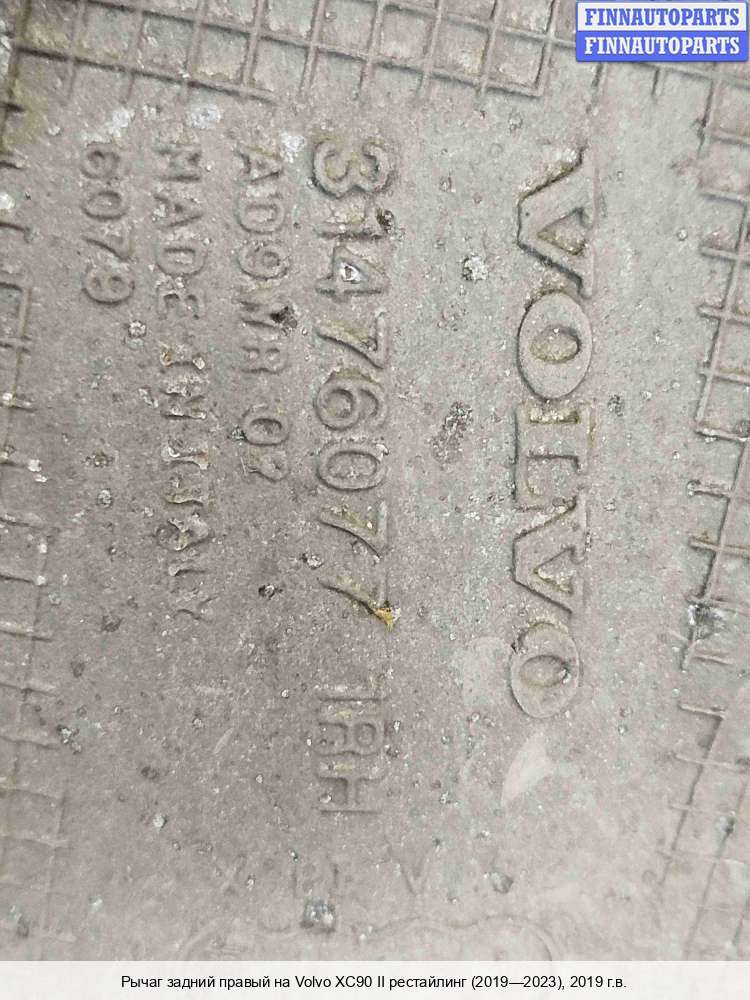 FINNAUTOPARTS
FINNAUTOPARTS
VOLVO
31476077 1RH
AD9MR 02
MADE IN ITALY
6079
Рычаг задний правый на Volvo XC90 II рестайлинг (2019—2023), 2019 г.в.